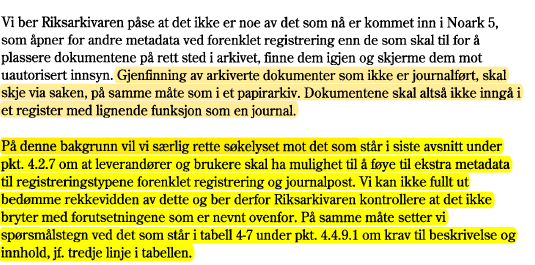 Vi ber Riksarkivaren påse at det ikke er noe av det som nå er kommet inn i Noark 5,
som åpner for andre metadata ved forenklet registrering enn de som skal til for å
plassere dokumentene på rett sted i arkivet, finne dem igjen og skjerme dem mot
uautorisert innsyn. Gjenfinning av arkiverte dokumenter som ikke er journalført, skal
skje via saken, på samme måte som i et papirarkiv. Dokumentene skal altså ikke inngå i
et register med lignende funksjon som en journal.
På denne bakgrunn vil vi særlig rette søkelyset mot det som står i siste avsnitt under
pkt. 4.2.7 om at leverandører og brukere skal ha mulighet til å føye til ekstra metadata
til registreringstypene forenklet registrering og journalpost. Vi kan ikke fullt ut
bedømme rekkevidden av dette og ber derfor Riksarkivaren kontrollere at det ikke
bryter med forutsetningene som er nevnt ovenfor. På samme måte setter vi
spørsmålstegn ved det som står i tabell 4-7 under pkt. 4.4.9.1 om krav til beskrivelse og
innhold, jf. tredje linje i tabellen.